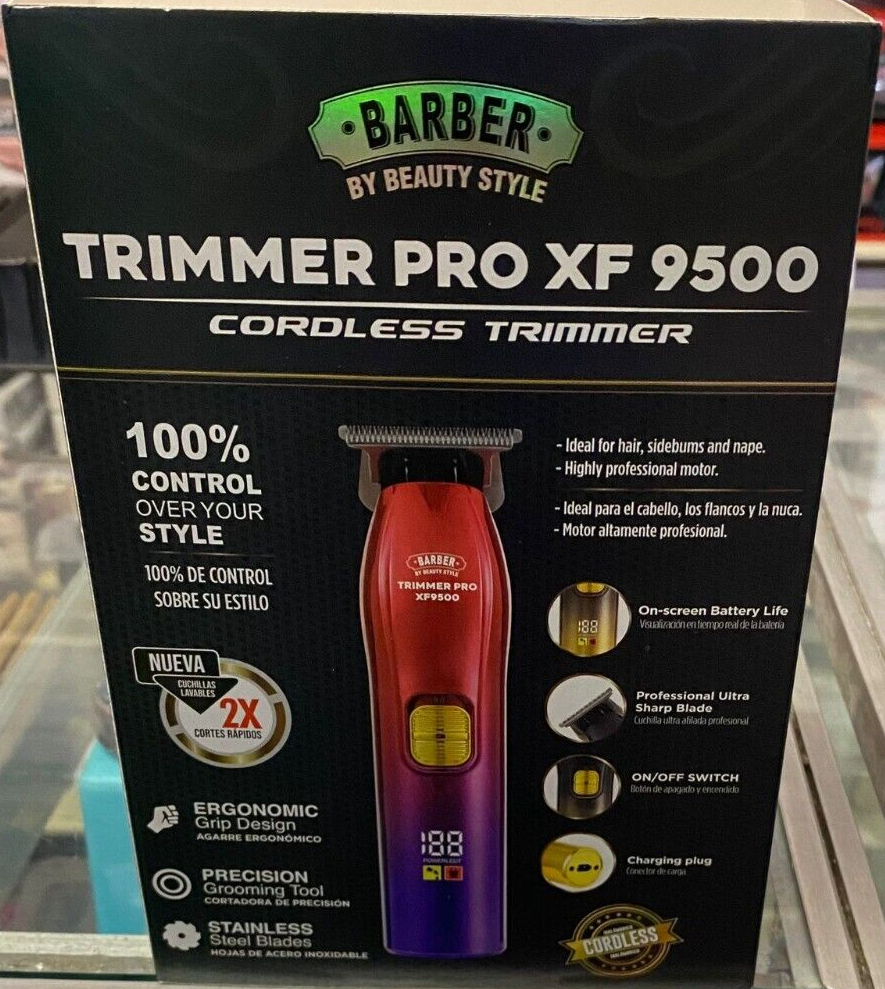 BARBER
BY BEAUTY STYLE
TRIMMER PRO XF 9500
CORDLESS TRIMMER
100%
CONTROL
OVER YOUR
STYLE
100% DE CONTROL
SOBRE SU ESTILO
- Ideal for hair, sidebums and nape.
- Highly professional motor.
- Ideal para el cabello, los flancos y la nuca.
- Motor altamente profesional.
BARBER
BY BEAUTY STYLE
TRIMMER PRO
XF9500
188
NUEVA
CUCHILLAS
LAVABLES
2X
CORTES RÁPIDOS
188
On-screen Battery Life
Visualización en tiempo real de la batería
Professional Ultra
Sharp Blade
Cuchilla ultra afilada profesional
ON/OFF SWITCH
Botón de apagado y encendido
Charging plug
Conector de carga
ERGONOMIC
Grip Design
AGARRE ERGONÓMICO
PRECISION
Grooming Tool
CORTADORA DE PRECISIÓN
STAINLESS
Steel Blades
HOJAS DE ACERO INOXIDABLE
CORDLESS